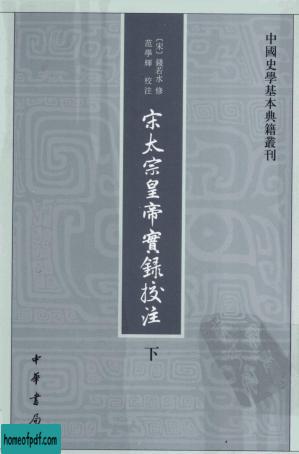 中國史學基本典籍叢刊
〔宋〕錢若水 修
范學輝 校注
宋太宗皇帝實錄校注
下
中華書局
homeofpdf.com